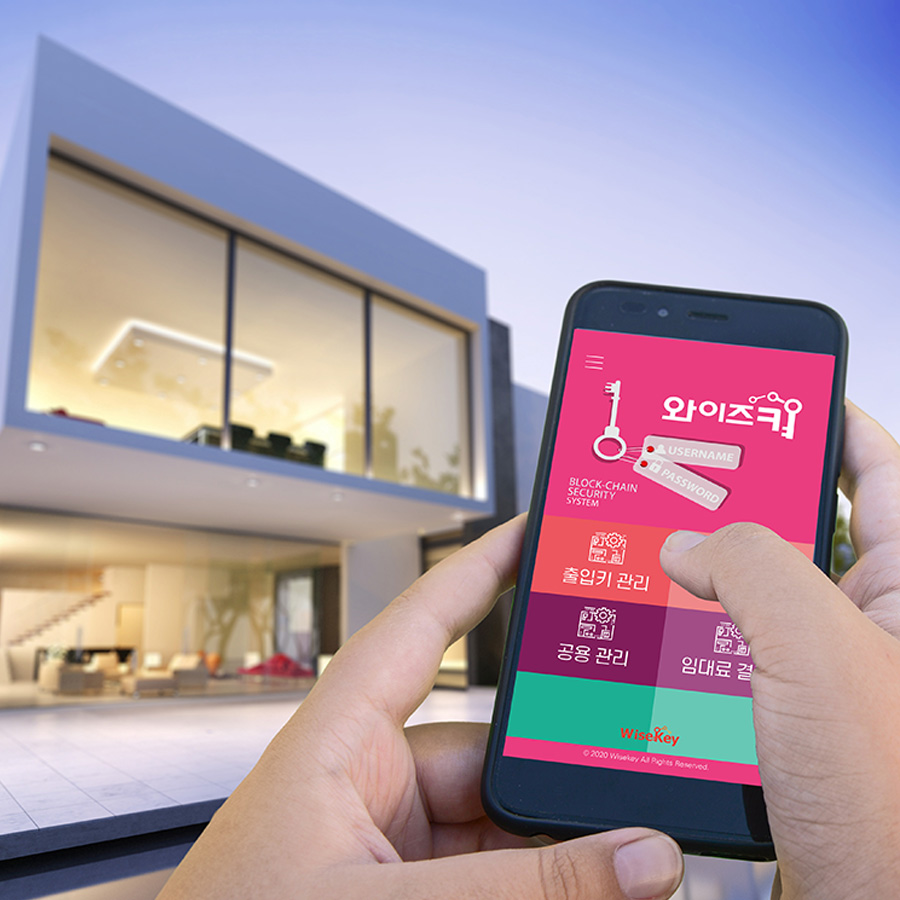 와이즈키
USERNAME
PASSWORD
BLOCK-CHAIN
SECURITY
SYSTEM
출입키 관리
공용 관리
임대료 결
WiseKey
© 2020 Wisekey All Rights Reserved.